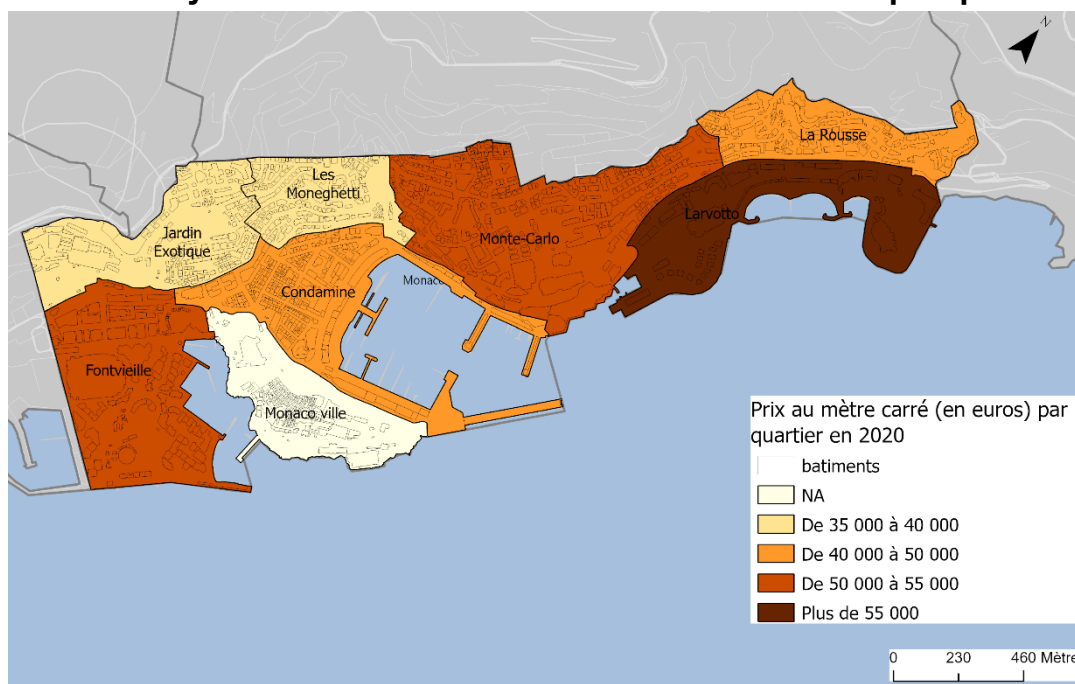 N
La Rousse
Les
Moneghetti
Larvotto
Jardin
Exotique
Monte-Carlo
Monaco
Condamine
Fontvieille
Monaco ville
Prix au mètre carré (en euros) par
quartier en 2020
batiments
NA
De 35 000 à 40 000
De 40 000 à 50 000
De 50 000 à 55 000
Plus de 55 000
0 230 460 Mètre